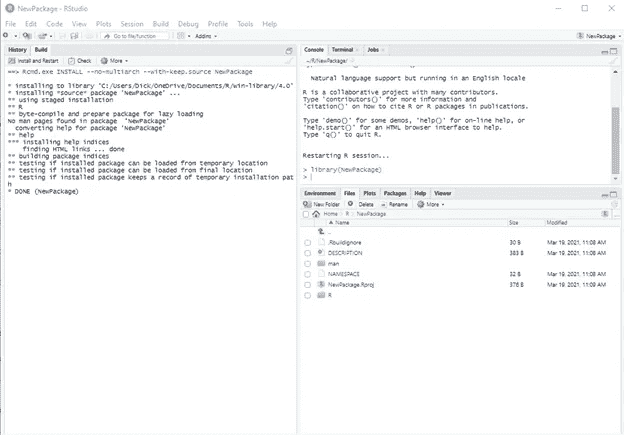 NewPackage - RStudio
File Edit Code View Plots Session Build Debug Profile Tools Help
Go to file/function Addins NewPackage
History Build
Install and Restart Check More
==> Rcmd.exe INSTALL --no-multiarch --with-keep.source NewPackage
* installing to library 'C:/Users/Dick/OneDrive/Documents/R/win-library/4.0'
* installing *source* package 'NewPackage' ...
** using staged installation
** R
** byte-compile and prepare package for lazy loading
No man pages found in package 'NewPackage'
converting help for package 'NewPackage'
** help
*** installing help indices
finding HTML links ... done
** building package indices
** testing if installed package can be loaded from temporary location
** testing if installed package can be loaded from final location
** testing if installed package keeps a record of temporary installation pat
h
* DONE (NewPackage)
Console Terminal Jobs
~/R/NewPackage/
Natural language support but running in an English locale
R is a collaborative project with many contributors.
Type 'contributors()' for more information and
'citation()' on how to cite R or R packages in publications.
Type 'demo()' for some demos, 'help()' for on-line help, or
'help.start()' for an HTML browser interface to help.
Type 'q()' to quit R.
Restarting R session...
> library(NewPackage)
>
Environment Files Plots Packages Help Viewer
New Folder Delete Rename More
Home R NewPackage
Name Size Modified
..
.Rbuildignore 30 B Mar 19, 2021, 11:08 AM
DESCRIPTION 383 B Mar 19, 2021, 11:08 AM
man
NAMESPACE 32 B Mar 19, 2021, 11:08 AM
NewPackage.Rproj 376 B Mar 19, 2021, 11:09 AM
R